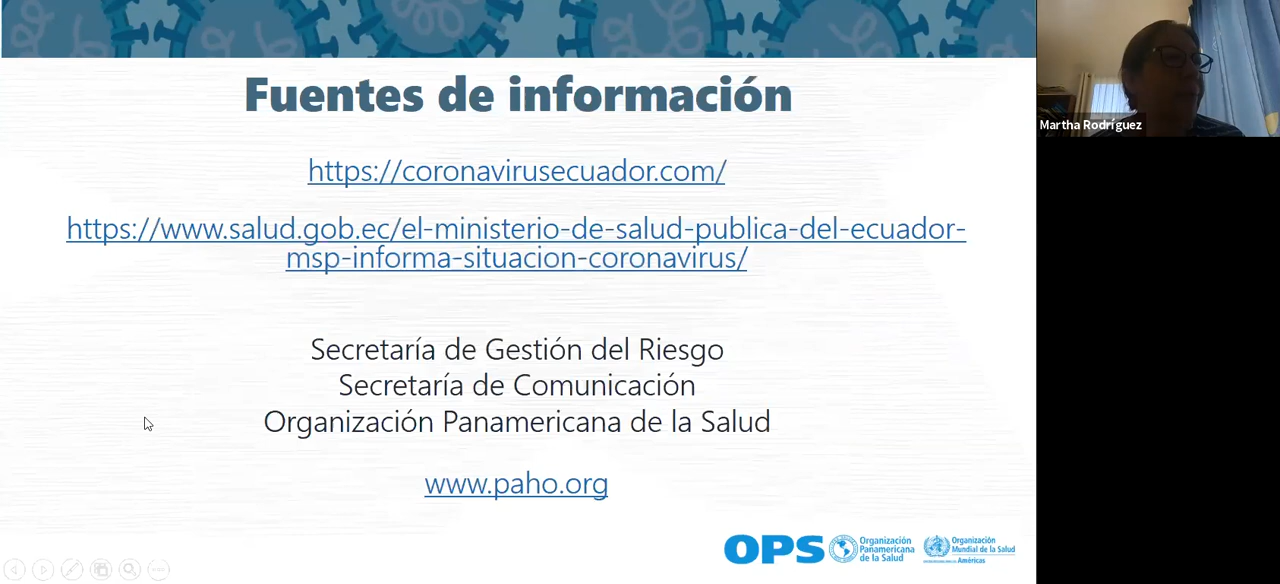 Fuentes de información
https://coronavirusecuador.com/
https://www.salud.gob.ec/el-ministerio-de-salud-publica-del-ecuador-
msp-informa-situacion-coronavirus/
Secretaría de Gestión del Riesgo
Secretaría de Comunicación
Organización Panamericana de la Salud
www.paho.org
OPS
Organización
Panamericana
de la Salud
Organización
Mundial de la Salud
Américas
Martha Rodríguez